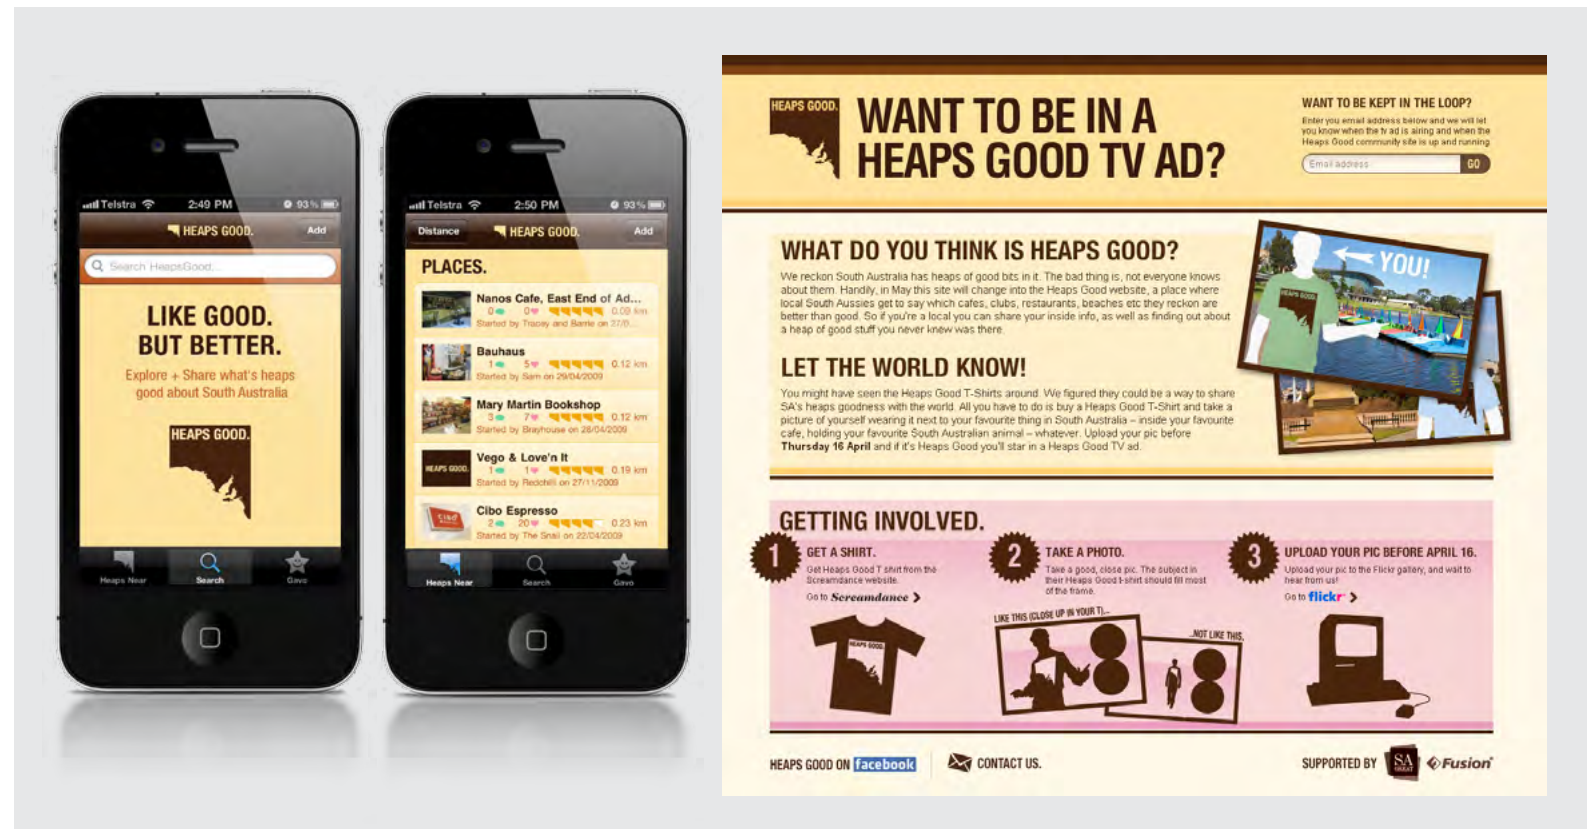 Telstra 2:49 PM 93%
HEAPS GOOD.
Add
Search HeapsGood...
LIKE GOOD.
BUT BETTER.
Explore + Share what's heaps
good about South Australia
HEAPS GOOD.
Heaps Near
Search
Gavo
Telstra 2:50 PM 93%
Distance
HEAPS GOOD.
Add
PLACES.
Nanos Cafe, East End of Ad...
0 0 0.09 km
Started by Tracey and Barrie on 27/0...
Bauhaus
1 5 0.12 km
Started by Sam on 29/04/2009
Mary Martin Bookshop
3 7 0.12 km
Started by Brayhouse on 28/04/2009
HEAPS GOOD.
Vego & Love'n It
1 1 0.19 km
Started by Redchilli on 27/11/2009
CIBO
Cibo Espresso
2 20 0.23 km
Started by The Snail on 22/04/2009
Heaps Near
Search
Gavo
HEAPS GOOD.
WANT TO BE IN A
HEAPS GOOD TV AD?
WANT TO BE KEPT IN THE LOOP?
Enter you email address below and we will let
you know when the tv ad is airing and when the
Heaps Good community site is up and running
Email address
GO
WHAT DO YOU THINK IS HEAPS GOOD?
We reckon South Australia has heaps of good bits in it. The bad thing is, not everyone knows
about them. Handily, in May this site will change into the Heaps Good website, a place where
local South Aussies get to say which cafes, clubs, restaurants, beaches etc they reckon are
better than good. So if you're a local you can share your inside info, as well as finding out about
a heap of good stuff you never knew was there.
YOU!
HEAPS GOOD.
LET THE WORLD KNOW!
You might have seen the Heaps Good T-Shirts around. We figured they could be a way to share
SA's heaps goodness with the world. All you have to do is buy a Heaps Good T-Shirt and take a
picture of yourself wearing it next to your favourite thing in South Australia – inside your favourite
cafe, holding your favourite South Australian animal – whatever. Upload your pic before
Thursday 16 April and if it's Heaps Good you'll star in a Heaps Good TV ad.
GETTING INVOLVED.
1
GET A SHIRT.
Get Heaps Good T shirt from the
Screamdance website.
Go to Screamdance
HEAPS GOOD.
2
TAKE A PHOTO.
Take a good, close pic. The subject in
their Heaps Good t-shirt should fill most
of the frame.
LIKE THIS (CLOSE UP IN YOUR T)...
...NOT LIKE THIS.
3
UPLOAD YOUR PIC BEFORE APRIL 16.
Upload your pic to the Flickr gallery, and wait to
hear from us!
Go to flickr
HEAPS GOOD ON facebook
CONTACT US.
SUPPORTED BY
SA
GREAT
Fusion